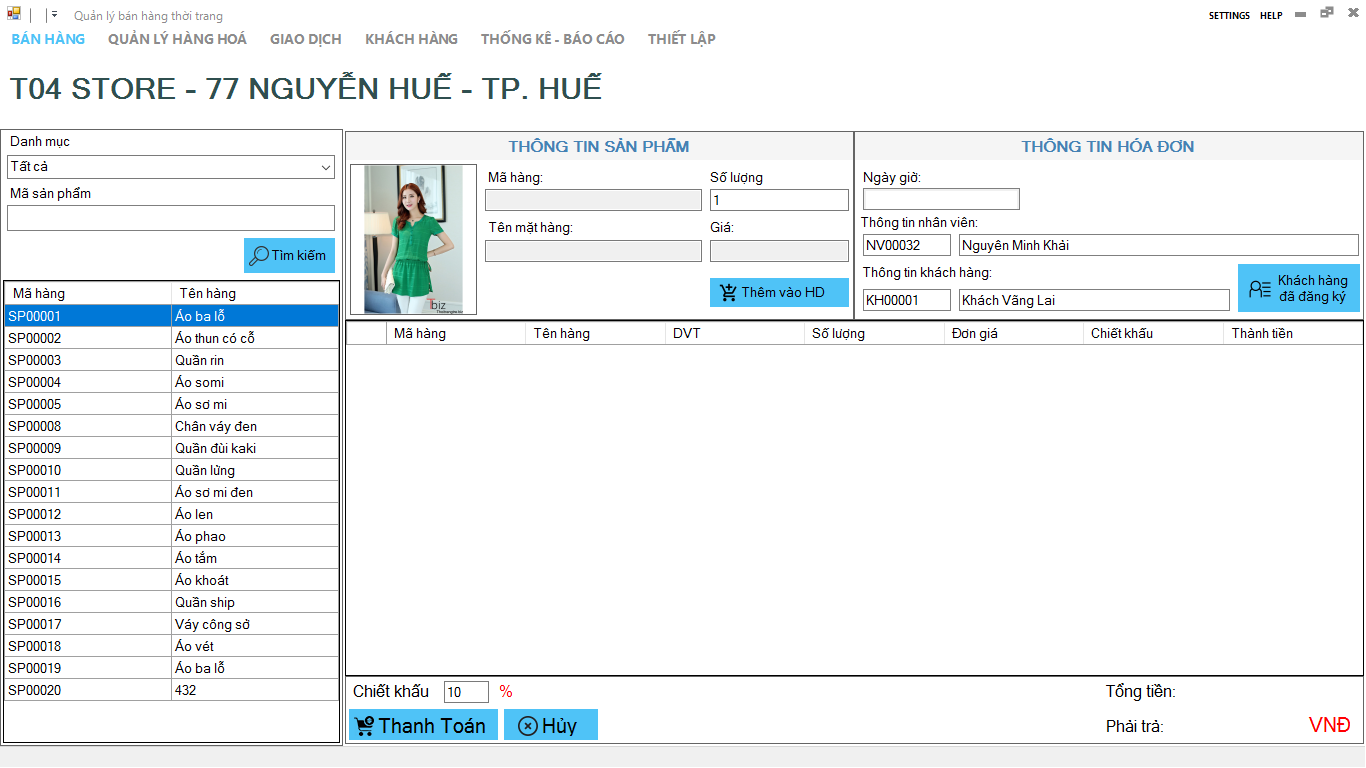 Quản lý bán hàng thời trang
SETTINGS HELP
BÁN HÀNG QUẢN LÝ HÀNG HOÁ GIAO DỊCH KHÁCH HÀNG THỐNG KÊ - BÁO CÁO THIẾT LẬP
T04 STORE - 77 NGUYỄN HUẾ - TP. HUẾ
Danh mục
Tất cả
Mã sản phẩm
Tìm kiếm
Mã hàng Tên hàng
SP00001 Áo ba lỗ
SP00002 Áo thun có cỗ
SP00003 Quần rin
SP00004 Áo somi
SP00005 Áo sơ mi
SP00008 Chân váy đen
SP00009 Quần đùi kaki
SP00010 Quần lửng
SP00011 Áo sơ mi đen
SP00012 Áo len
SP00013 Áo phao
SP00014 Áo tắm
SP00015 Áo khoát
SP00016 Quần ship
SP00017 Váy công sở
SP00018 Áo vét
SP00019 Áo ba lỗ
SP00020 432
THÔNG TIN SẢN PHẨM
Mã hàng: Số lượng
1
Tên mặt hàng: Giá:
Thêm vào HD
THÔNG TIN HÓA ĐƠN
Ngày giờ:
Thông tin nhân viên:
NV00032 Nguyên Minh Khải
Thông tin khách hàng:
KH00001 Khách Vãng Lai
Khách hàng
đã đăng ký
Mã hàng Tên hàng DVT Số lượng Đơn giá Chiết khấu Thành tiền
Chiết khấu 10 %
Tổng tiền:
Thanh Toán Hủy
Phải trả: VNĐ